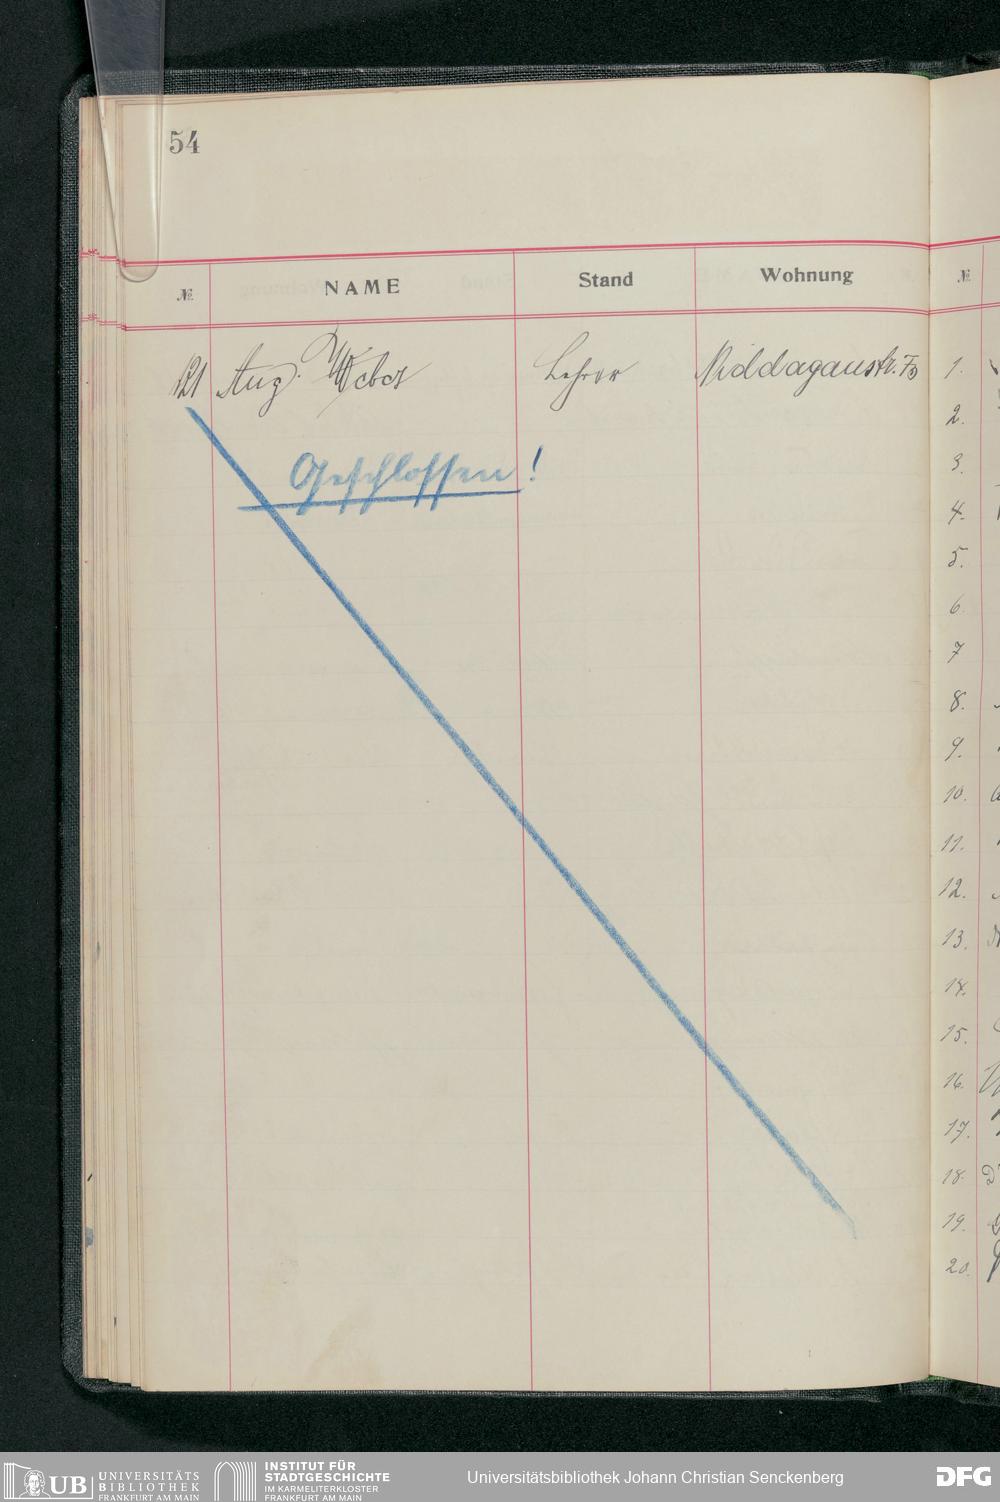 54
№ NAME Stand Wohnung
121 Aug. Weber Lehrer Niddagaustr. 73
Geschlossen!
№
1.
2.
3.
4.
5.
6.
7
8.
9.
10.
11.
12.
13.
14.
15.
16.
17.
18.
19.
20.
UB UNIVERSITÄTS
BIBLIOTHEK
FRANKFURT AM MAIN
INSTITUT FÜR
STADTGESCHICHTE
IM KARMELITERKLOSTER
FRANKFURT AM MAIN
Universitätsbibliothek Johann Christian Senckenberg
DFG